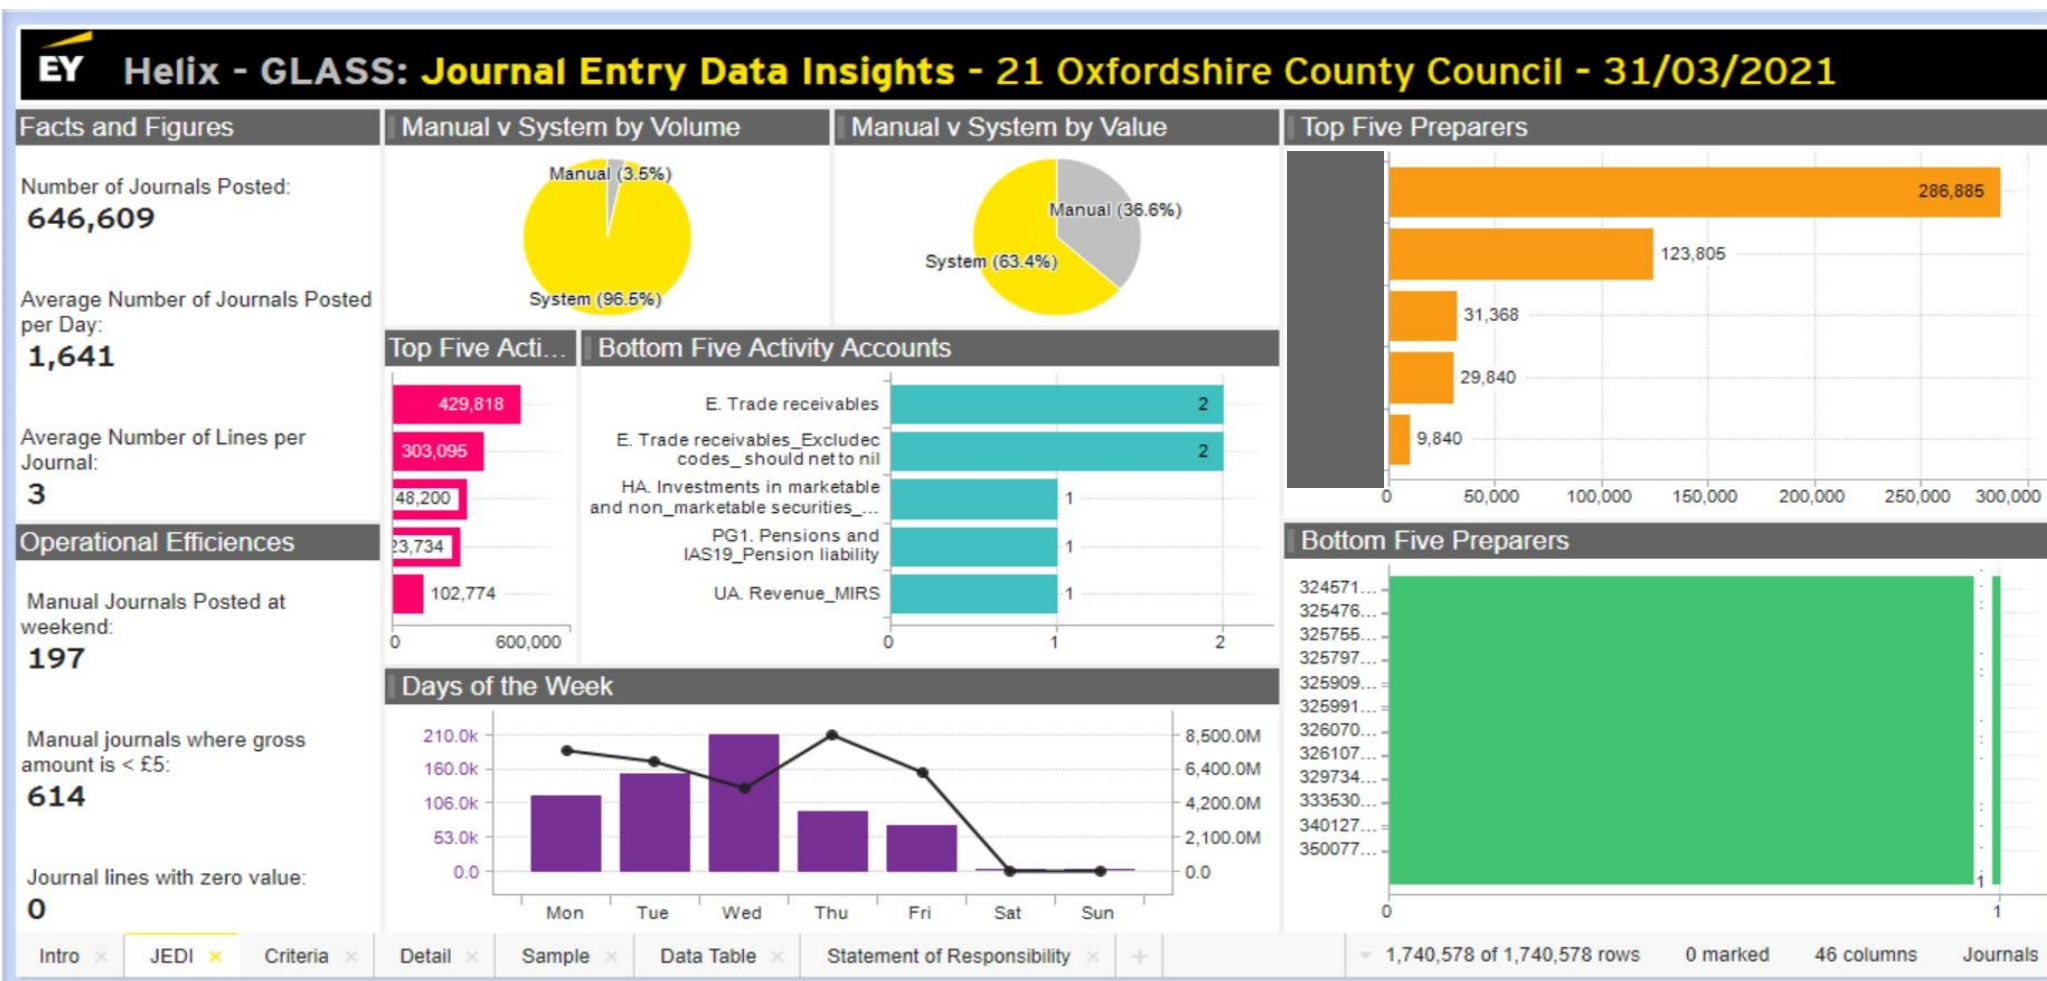 EY
Helix - GLASS: Journal Entry Data Insights - 21 Oxfordshire County Council - 31/03/2021
Facts and Figures
Number of Journals Posted:
646,609
Average Number of Journals Posted
per Day:
1,641
Average Number of Lines per
Journal:
3
Operational Efficiences
Manual Journals Posted at
weekend:
197
Manual journals where gross
amount is < £5:
614
Journal lines with zero value:
0
Manual v System by Volume
Manual (3.5%)
System (96.5%)
Manual v System by Value
Manual (36.6%)
System (63.4%)
Top Five Acti...
429,818
303,095
48,200
23,734
102,774
0 600,000
Bottom Five Activity Accounts
E. Trade receivables
2
E. Trade receivables_Excludec
codes_should net to nil
2
HA. Investments in marketable
and non_marketable securities_...
1
PG1. Pensions and
IAS19_Pension liability
1
UA. Revenue_MIRS
1
0 1 2
Days of the Week
210.0k
160.0k
106.0k
53.0k
0.0
8,500.0M
6,400.0M
4,200.0M
2,100.0M
0.0
Mon Tue Wed Thu Fri Sat Sun
Top Five Preparers
286,885
123,805
31,368
29,840
9,840
0 50,000 100,000 150,000 200,000 250,000 300,000
Bottom Five Preparers
324571...
325476...
325755...
325797...
325909...
325991...
326070...
326107...
329734...
333530...
340127...
350077...
1
0 1
Intro JEDI Criteria Detail Sample Data Table Statement of Responsibility
1,740,578 of 1,740,578 rows 0 marked 46 columns Journals